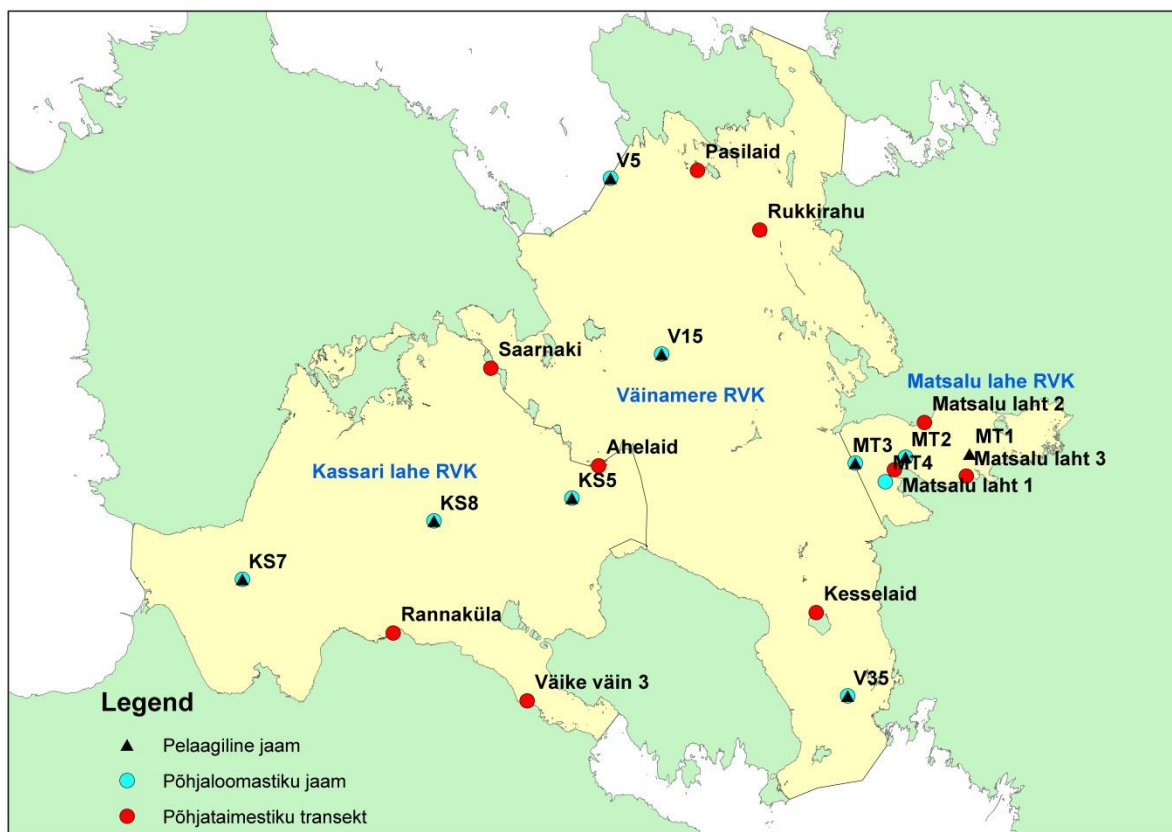 V5
Pasilaid
Rukkirahu
V15
Saarnaki
Väinamere RVK
Matsalu lahe RVK
Matsalu laht 2
MT3
MT2
MT1
Ahelaid
MT4
Matsalu laht 3
Kassari lahe RVK
KS5
Matsalu laht 1
KS8
KS7
Kesselaid
Rannaküla
Väike väin 3
V35
Legend
Pelaagiline jaam
Põhjaloomastiku jaam
Põhjataimestiku transekt